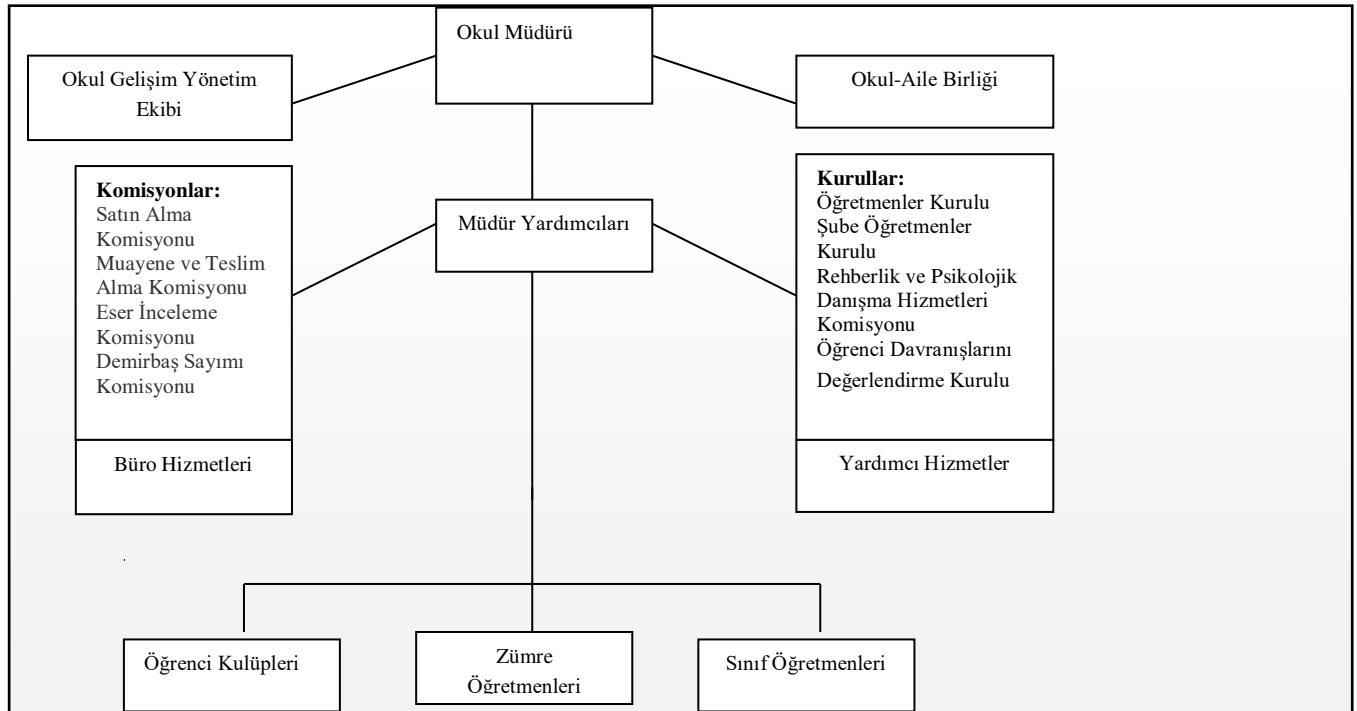 Okul Müdürü
Okul Gelişim Yönetim
Ekibi
Okul-Aile Birliği
Komisyonlar:
Satın Alma
Komisyonu
Muayene ve Teslim
Alma Komisyonu
Eser İnceleme
Komisyonu
Demirbaş Sayımı
Komisyonu
Müdür Yardımcıları
Kurullar:
Öğretmenler Kurulu
Şube Öğretmenler
Kurulu
Rehberlik ve Psikolojik
Danışma Hizmetleri
Komisyonu
Öğrenci Davranışlarını
Değerlendirme Kurulu
Büro Hizmetleri
Yardımcı Hizmetler
Öğrenci Kulüpleri
Zümre
Öğretmenleri
Sınıf Öğretmenleri